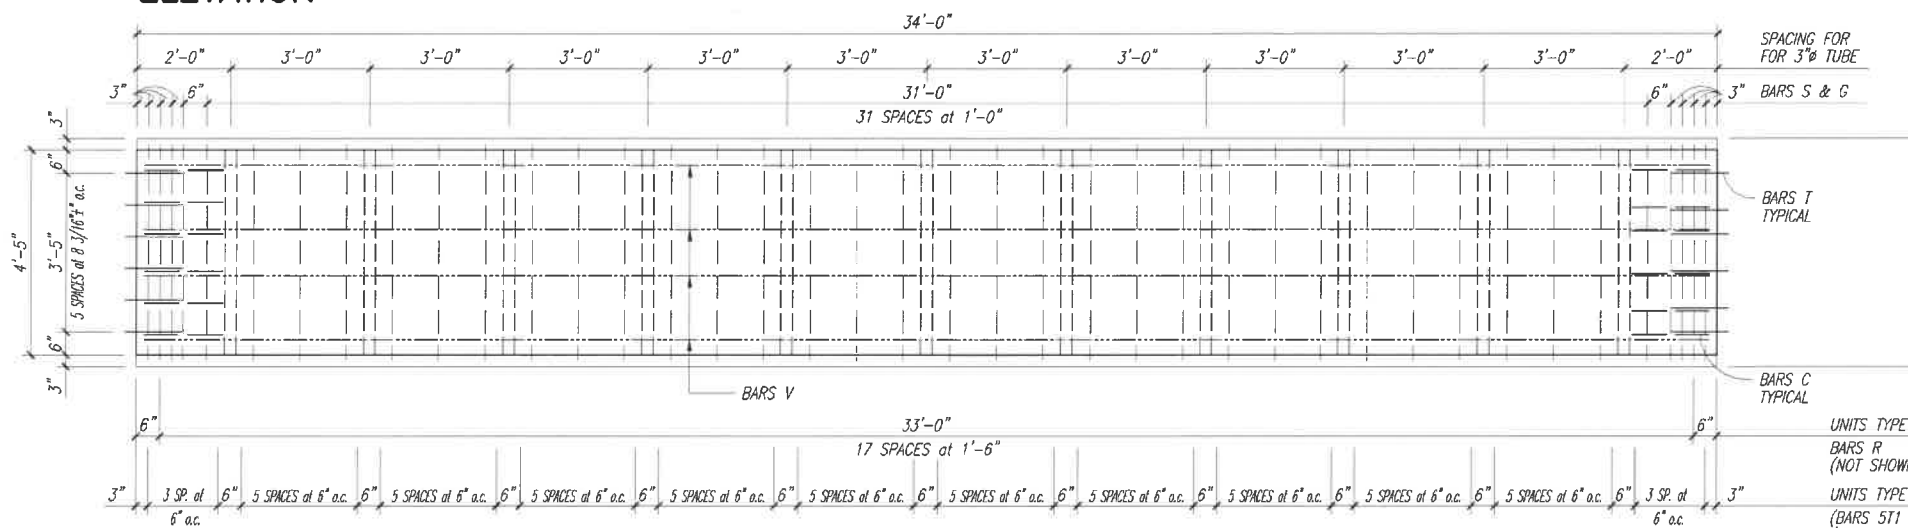 34'-0"
2'-0" 3'-0" 3'-0" 3'-0" 3'-0" 3'-0" 3'-0" 3'-0" 3'-0" 3'-0" 3'-0" 2'-0"
SPACING FOR
FOR 3"ø TUBE
3" 6" 31'-0" 6" 3" BARS S & G
31 SPACES at 1'-0"
3"
6"
4'-5"
3'-5"
5 SPACES at 8 3/16"± o.c.
6"
3"
BARS T
TYPICAL
BARS V
BARS C
TYPICAL
6" 33'-0" 6" UNITS TYPE
17 SPACES at 1'-6"
BARS R
(NOT SHOW
3" 3 SP. at 6" 5 SPACES at 6" o.c. 6" 5 SPACES at 6" o.c. 6" 5 SPACES at 6" o.c. 6" 5 SPACES at 6" o.c. 6" 5 SPACES at 6" o.c. 6" 5 SPACES at 6" o.c. 6" 5 SPACES at 6" o.c. 6" 5 SPACES at 6" o.c. 6" 5 SPACES at 6" o.c. 6" 5 SPACES at 6" o.c. 6" 3 SP. at 3" UNITS TYPE
6" o.c. 6" o.c. (BARS 5T1